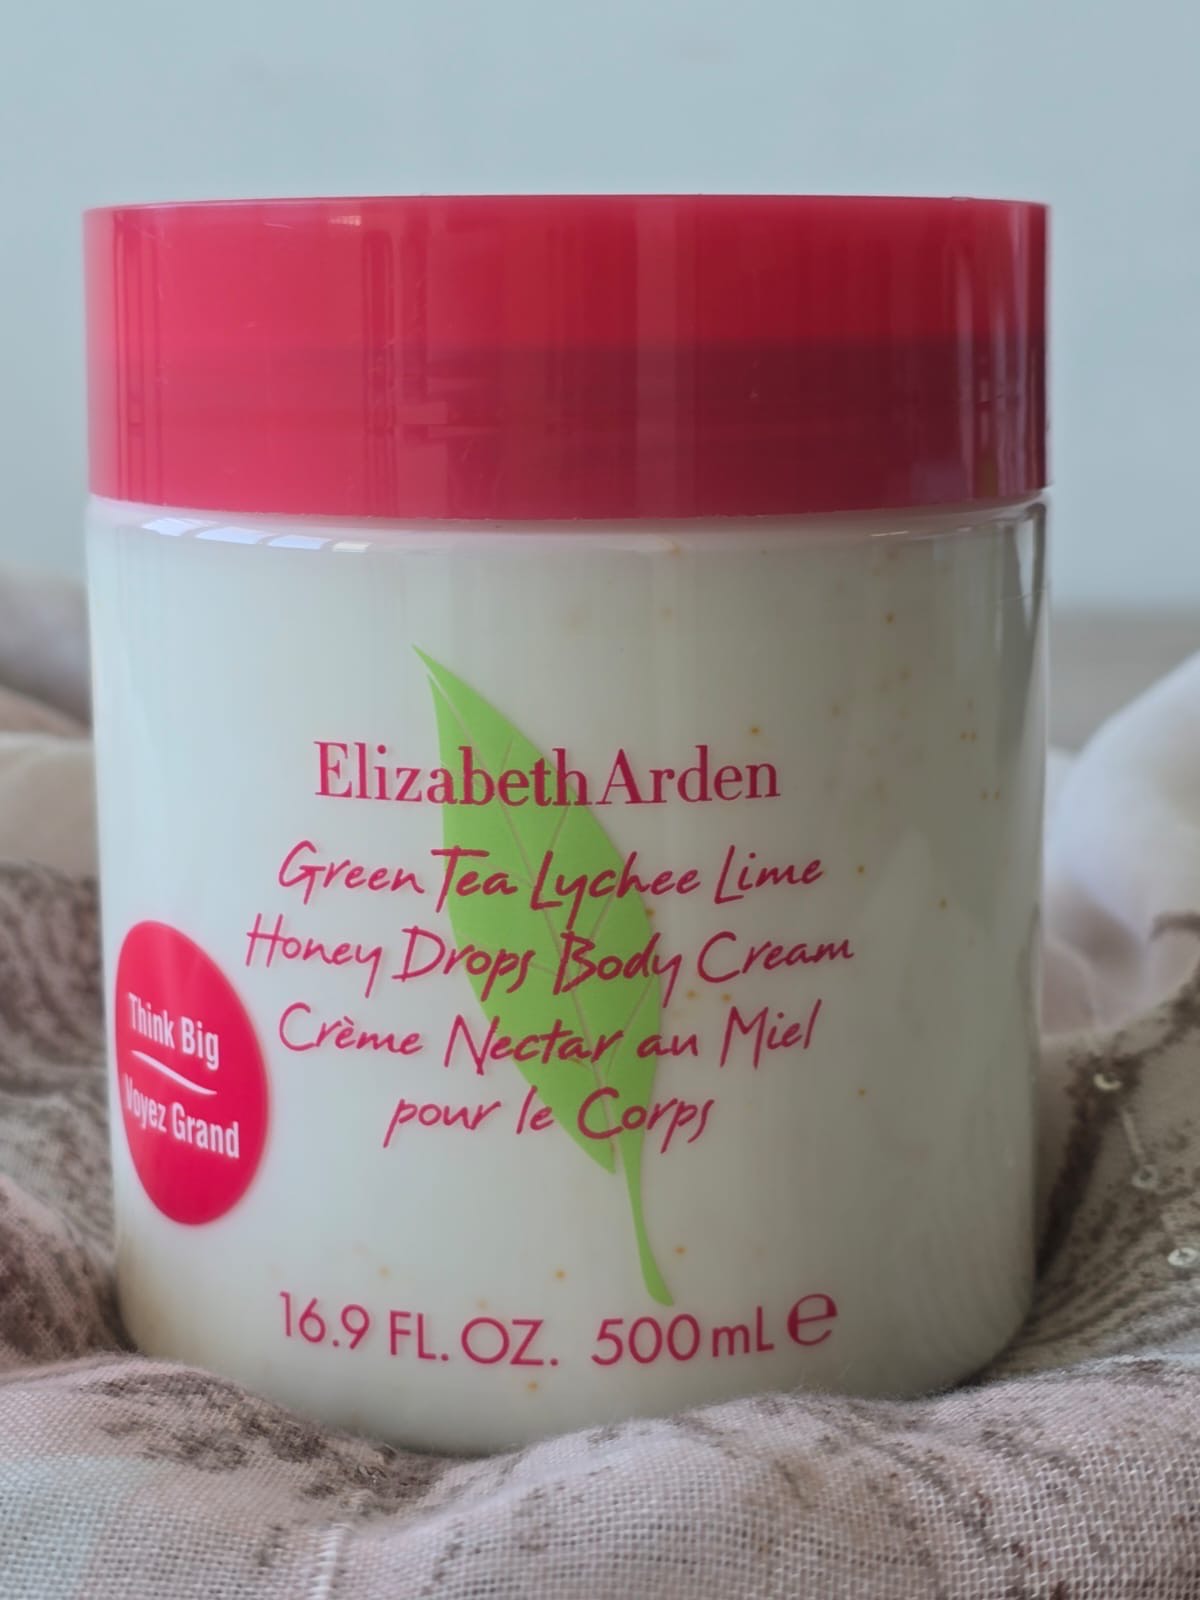 Elizabeth Arden
Green Tea Lychee Lime
Honey Drops Body Cream
Crème Nectar au Miel
pour le Corps
Think Big
Voyez Grand
16.9 FL. OZ. 500 mL e